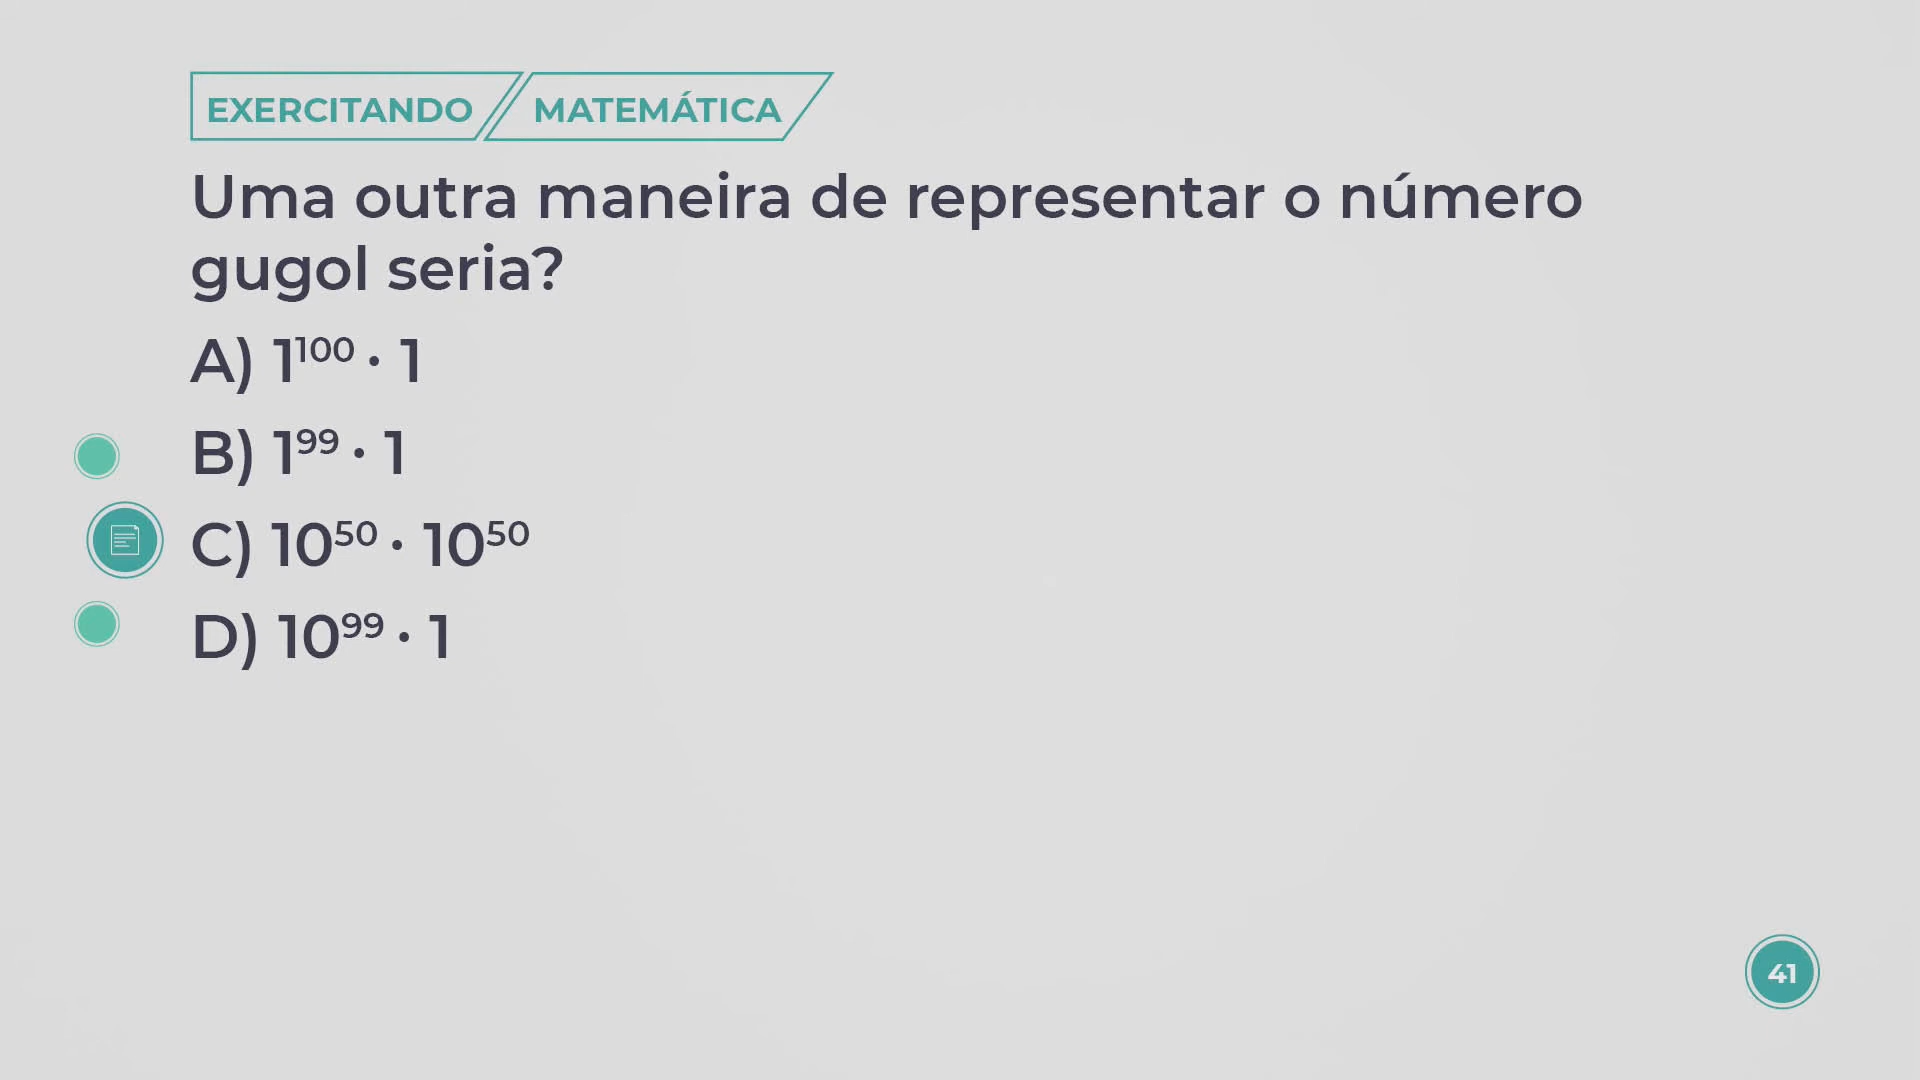 EXERCITANDO MATEMÁTICA
Uma outra maneira de representar o número
gugol seria?
A) 1¹⁰⁰ · 1
B) 1⁹⁹ · 1
C) 10⁵⁰ · 10⁵⁰
D) 10⁹⁹ · 1
41